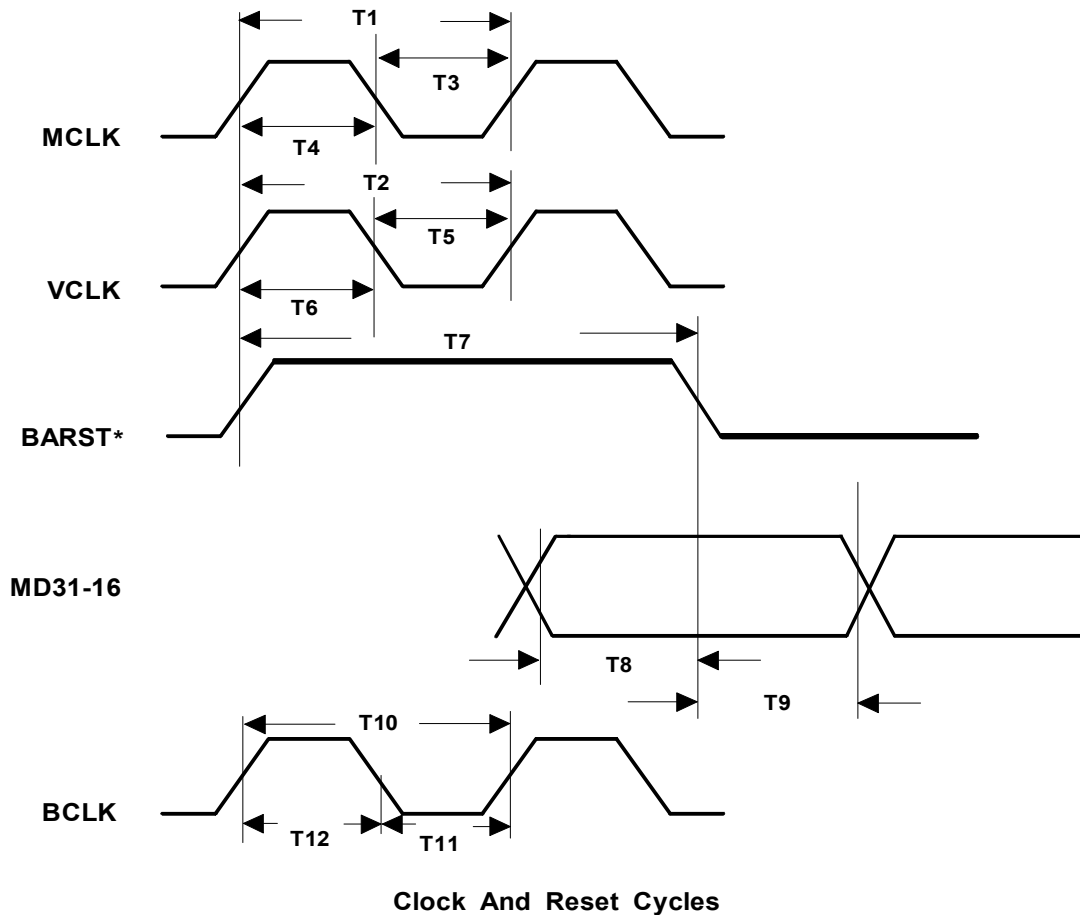 T1
T3
MCLK
T4
T2
T5
VCLK
T6
T7
BARST*
MD31-16
T8
T9
T10
BCLK
T12
T11
Clock And Reset Cycles